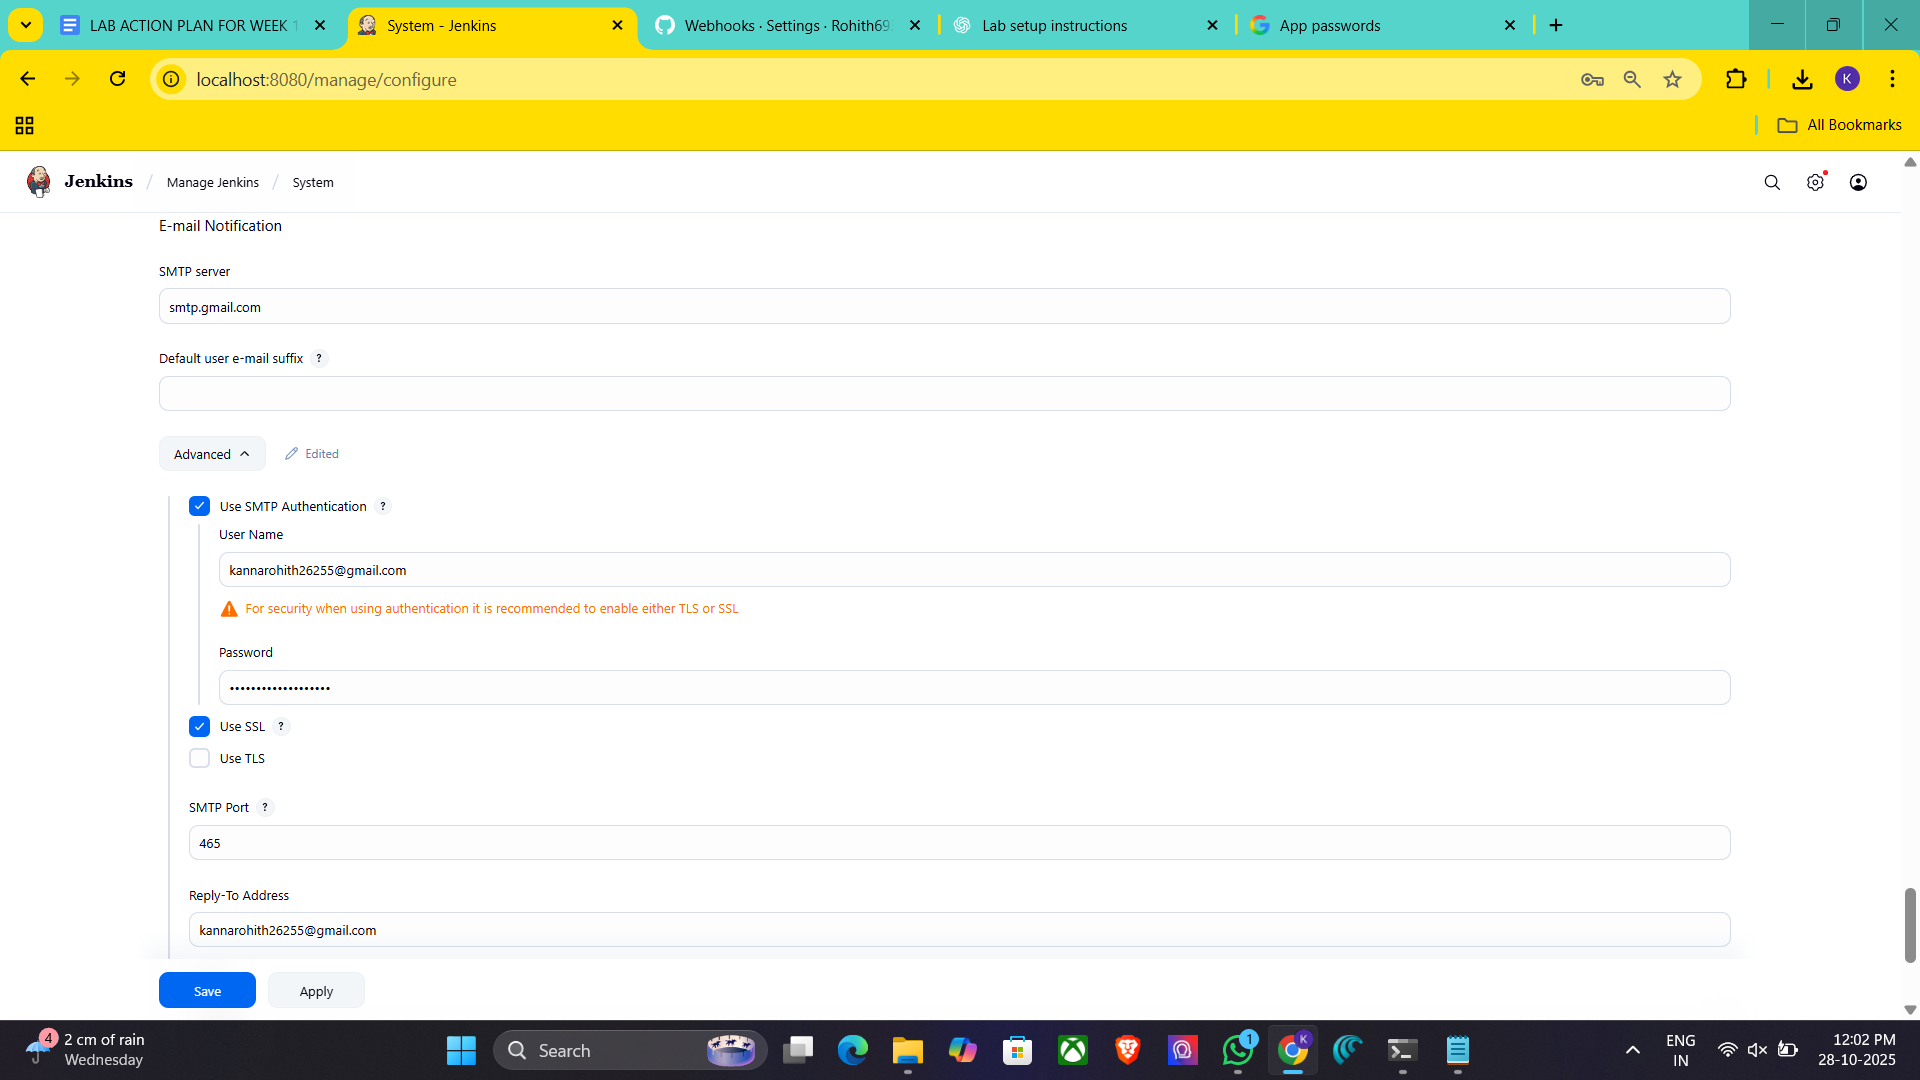 LAB ACTION PLAN FOR WEEK 1
System - Jenkins
Webhooks · Settings · Rohith69
Lab setup instructions
App passwords
localhost:8080/manage/configure
K
All Bookmarks
Jenkins / Manage Jenkins / System
E-mail Notification
SMTP server
smtp.gmail.com
Default user e-mail suffix ?
Advanced Edited
Use SMTP Authentication ?
User Name
kannarohith26255@gmail.com
For security when using authentication it is recommended to enable either TLS or SSL
Password
•••••••••••••••••••
Use SSL ?
Use TLS
SMTP Port ?
465
Reply-To Address
kannarohith26255@gmail.com
Save Apply
4
2 cm of rain
Wednesday
Search
1
K
ENG
IN
12:02 PM
28-10-2025